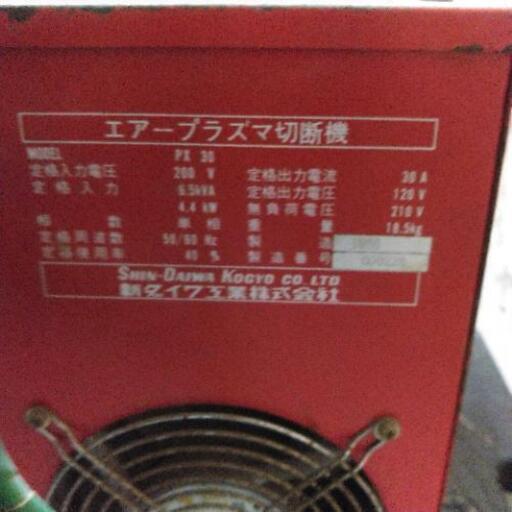 エアープラズマ切断機
MODEL PX 30
定格入力電圧 200 V 定格出力電流 30 A
定格入力 6.5kVA 定格出力電圧 120 V
4.4 kW 無負荷電圧 210 V
相数 単相 重量 18.5kg
定格周波数 50/60 Hz 製造
定格使用率 40 % 製造番号
SHIN-DAIWA KOGYO CO.,LTD
新ダイワ工業株式会社